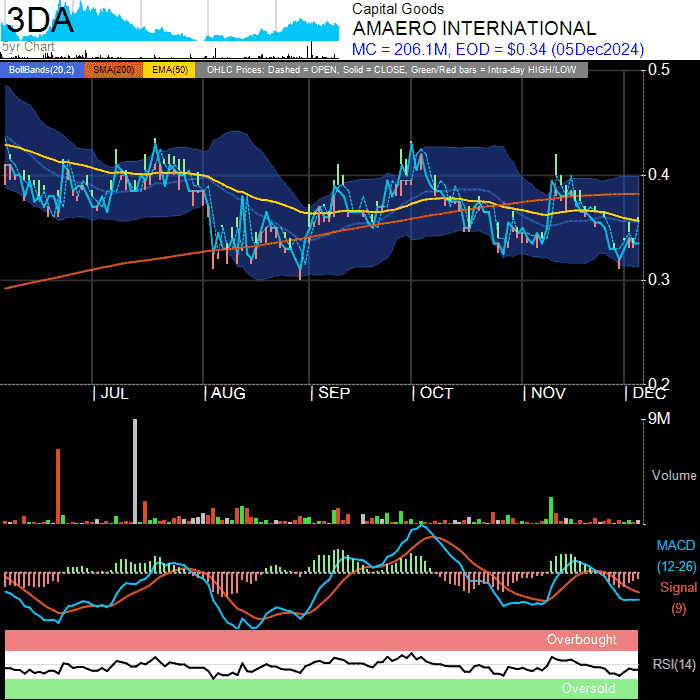 3DA
5yr Chart
Capital Goods
AMAERO INTERNATIONAL
MC = 206.1M, EOD = $0.34 (05Dec2024)
BollBands(20,2) SMA(200) EMA(50) OHLC Prices: Dashed = OPEN, Solid = CLOSE, Green/Red bars = Intra-day HIGH/LOW
0.5
0.4
0.3
0.2
| JUL | AUG | SEP | OCT | NOV | DEC
9M
Volume
MACD
(12-26)
Signal
(9)
Overbought
RSI(14)
Oversold